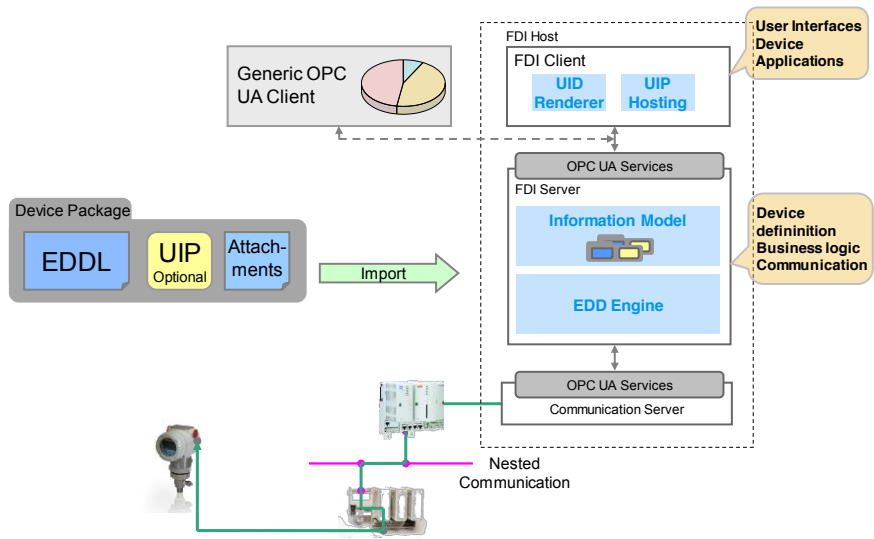 FDI Host
User Interfaces
Device
Applications
Generic OPC
UA Client
FDI Client
UID
Renderer
UIP
Hosting
OPC UA Services
FDI Server
Information Model
EDD Engine
Device
defininition
Business logic
Communication
Device Package
EDDL
UIP
Optional
Attach-
ments
Import
OPC UA Services
Communication Server
Nested
Communication